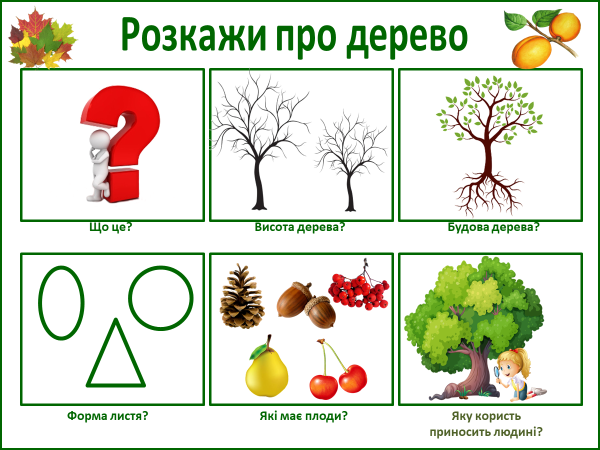 Розкажи про дерево
Що це?
Висота дерева?
Будова дерева?
Форма листя?
Які має плоди?
Яку користь
приносить людині?